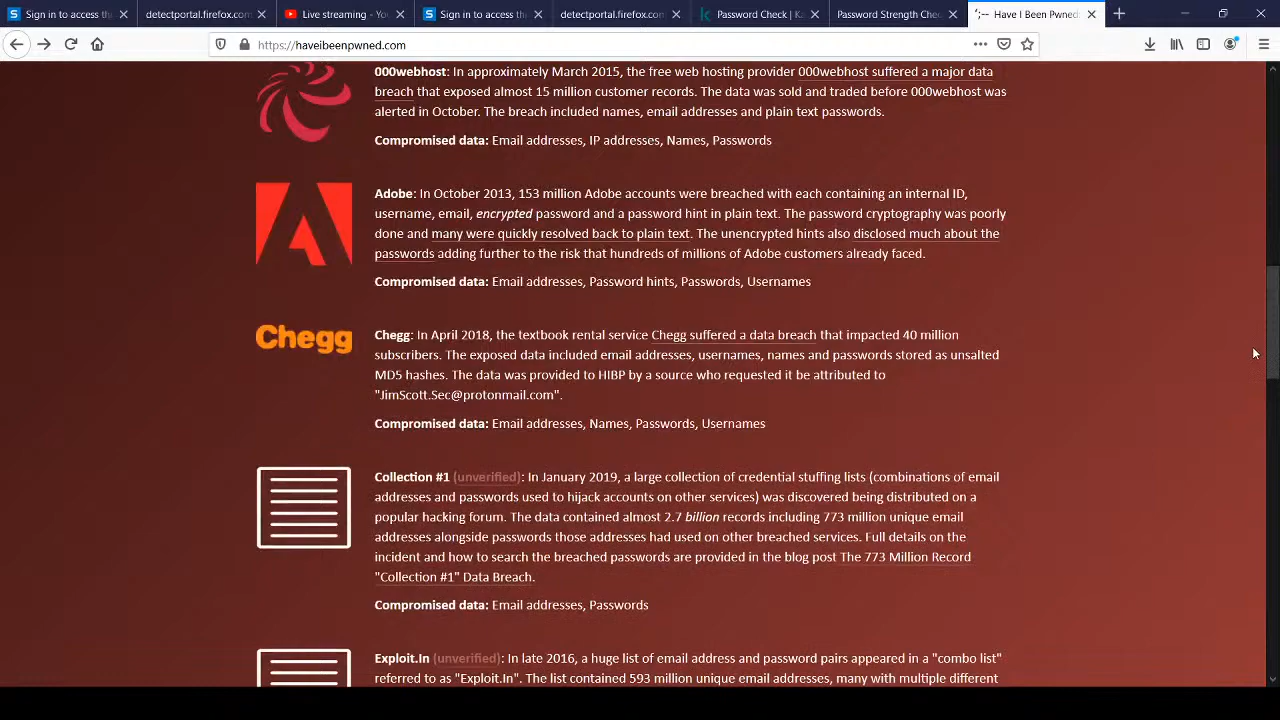 Sign in to access the
detectportal.firefox.con
Live streaming - Yo
Sign in to access the
detectportal.firefox.con
Password Check | Ka
Password Strength Chec
';-- Have I Been Pwned
https://haveibeenpwned.com
000webhost: In approximately March 2015, the free web hosting provider 000webhost suffered a major data
breach that exposed almost 15 million customer records. The data was sold and traded before 000webhost was
alerted in October. The breach included names, email addresses and plain text passwords.
Compromised data: Email addresses, IP addresses, Names, Passwords
Adobe: In October 2013, 153 million Adobe accounts were breached with each containing an internal ID,
username, email, encrypted password and a password hint in plain text. The password cryptography was poorly
done and many were quickly resolved back to plain text. The unencrypted hints also disclosed much about the
passwords adding further to the risk that hundreds of millions of Adobe customers already faced.
Compromised data: Email addresses, Password hints, Passwords, Usernames
Chegg
Chegg: In April 2018, the textbook rental service Chegg suffered a data breach that impacted 40 million
subscribers. The exposed data included email addresses, usernames, names and passwords stored as unsalted
MD5 hashes. The data was provided to HIBP by a source who requested it be attributed to
"JimScott.Sec@protonmail.com".
Compromised data: Email addresses, Names, Passwords, Usernames
Collection #1 (unverified): In January 2019, a large collection of credential stuffing lists (combinations of email
addresses and passwords used to hijack accounts on other services) was discovered being distributed on a
popular hacking forum. The data contained almost 2.7 billion records including 773 million unique email
addresses alongside passwords those addresses had used on other breached services. Full details on the
incident and how to search the breached passwords are provided in the blog post The 773 Million Record
"Collection #1" Data Breach.
Compromised data: Email addresses, Passwords
Exploit.In (unverified): In late 2016, a huge list of email address and password pairs appeared in a "combo list"
referred to as "Exploit.In". The list contained 593 million unique email addresses, many with multiple different